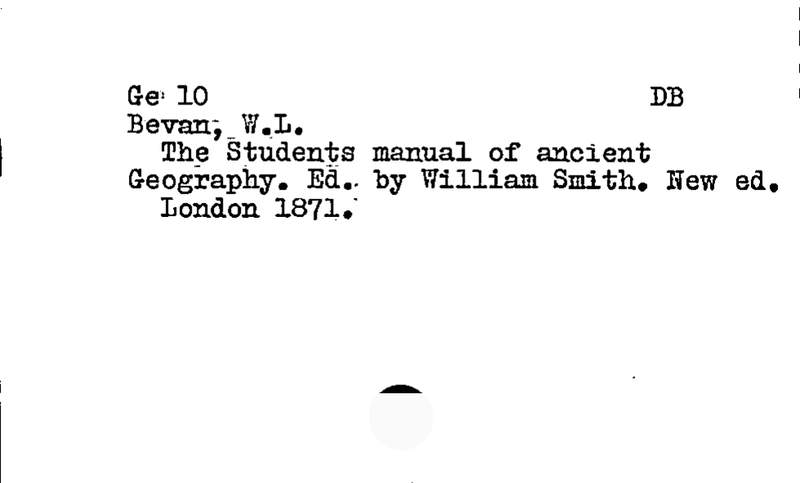 Ge 10 DB
Bevan, W.L.
The Students manual of ancient
Geography. Ed. by William Smith. New ed.
London 1871.